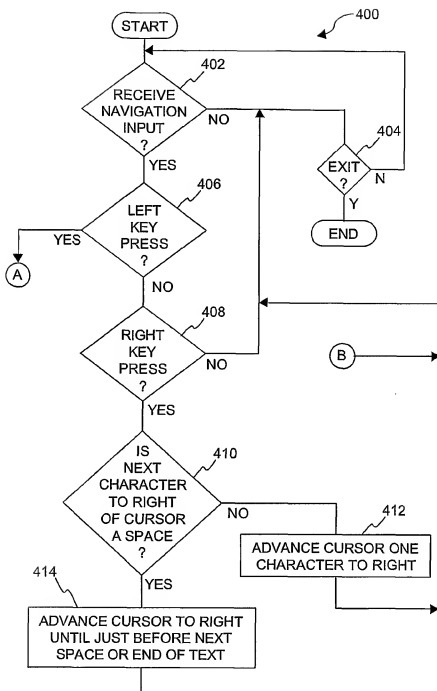 START
400
402
RECEIVE
NAVIGATION
INPUT
?
NO
YES
404
EXIT
?
N
Y
END
406
LEFT
KEY
PRESS
?
YES
A
NO
408
RIGHT
KEY
PRESS
?
NO
B
YES
410
IS
NEXT
CHARACTER
TO RIGHT
OF CURSOR
A SPACE
?
NO
412
ADVANCE CURSOR ONE
CHARACTER TO RIGHT
YES
414
ADVANCE CURSOR TO RIGHT
UNTIL JUST BEFORE NEXT
SPACE OR END OF TEXT